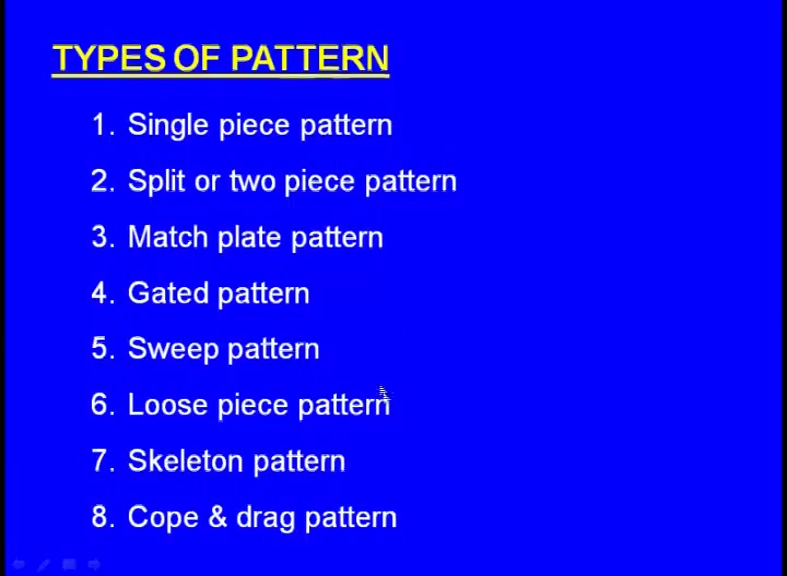 TYPES OF PATTERN
1. Single piece pattern
2. Split or two piece pattern
3. Match plate pattern
4. Gated pattern
5. Sweep pattern
6. Loose piece pattern
7. Skeleton pattern
8. Cope & drag pattern